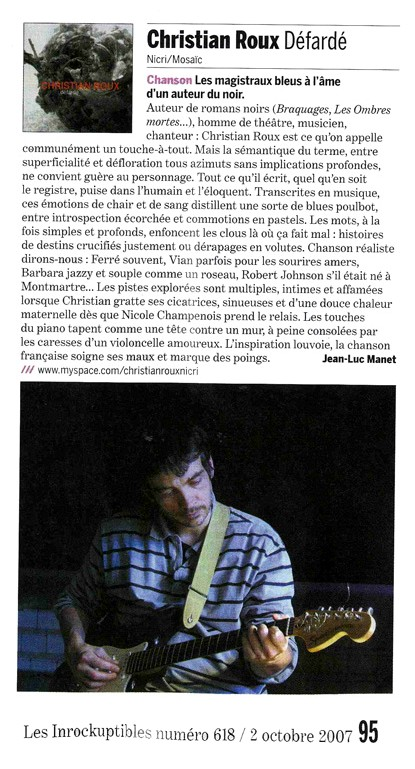 CHRISTIAN ROUX
Christian Roux Défardé
Nicri/Mosaïc
Chanson Les magistraux bleus à l'âme
d'un auteur du noir.
Auteur de romans noirs (Braquages, Les Ombres
mortes...), homme de théâtre, musicien,
chanteur : Christian Roux est ce qu'on appelle
communément un touche-à-tout. Mais la sémantique du terme, entre
superficialité et défloration tous azimuts sans implications profondes,
ne convient guère au personnage. Tout ce qu'il écrit, quel qu'en soit
le registre, puise dans l'humain et l'éloquent. Transcrites en musique,
ces émotions de chair et de sang distillent une sorte de blues poulbot,
entre introspection écorchée et commotions en pastels. Les mots, à la
fois simples et profonds, enfoncent les clous là où ça fait mal : histoires
de destins crucifiés justement ou dérapages en volutes. Chanson réaliste
dirons-nous : Ferré souvent, Vian parfois pour les sourires amers,
Barbara jazzy et souple comme un roseau, Robert Johnson s'il était né à
Montmartre... Les pistes explorées sont multiples, intimes et affamées
lorsque Christian gratte ses cicatrices, sinueuses et d'une douce chaleur
maternelle dès que Nicole Champenois prend le relais. Les touches
du piano tapent comme une tête contre un mur, à peine consolées par
les caresses d'un violoncelle amoureux. L'inspiration louvoie, la chanson
française soigne ses maux et marque des poings. Jean-Luc Manet
/// www.myspace.com/christianrouxnicri
Les Inrockuptibles numéro 618 / 2 octobre 2007 95